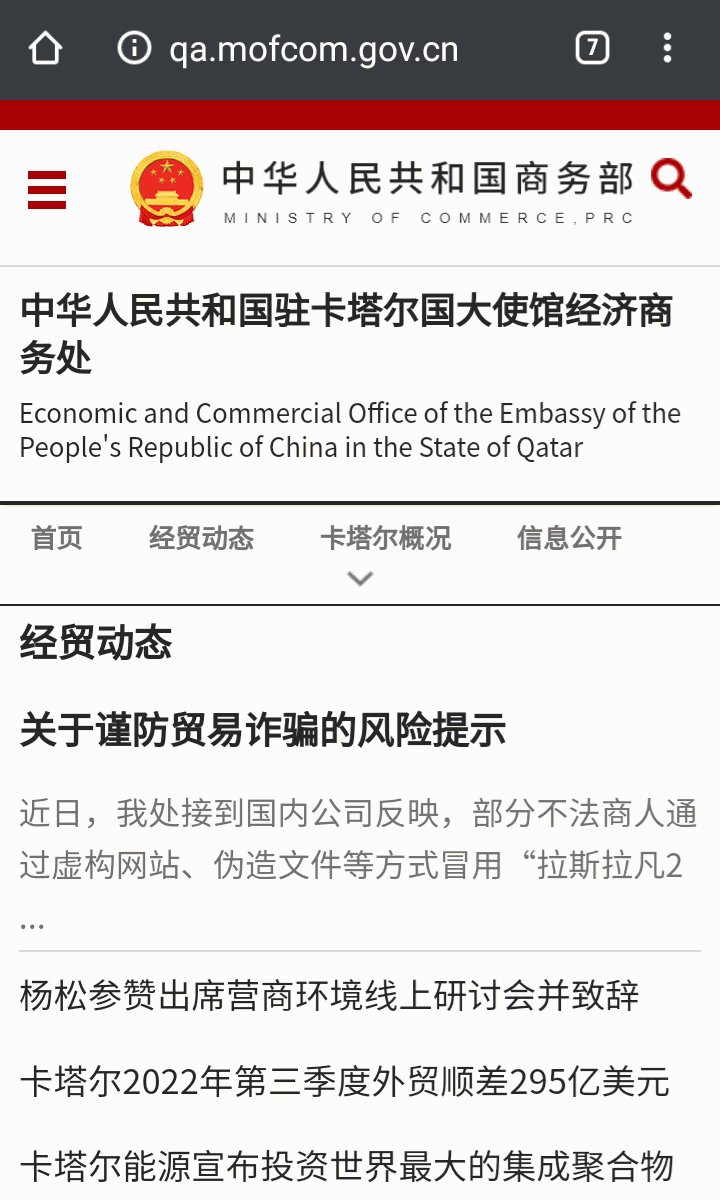 qa.mofcom.gov.cn
7
中华人民共和国商务部
MINISTRY OF COMMERCE,PRC
中华人民共和国驻卡塔尔国大使馆经济商
务处
Economic and Commercial Office of the Embassy of the
People's Republic of China in the State of Qatar
首页 经贸动态 卡塔尔概况 信息公开
经贸动态
关于谨防贸易诈骗的风险提示
近日，我处接到国内公司反映，部分不法商人通
过虚构网站、伪造文件等方式冒用“拉斯拉凡2
...
杨松参赞出席营商环境线上研讨会并致辞
卡塔尔2022年第三季度外贸顺差295亿美元
卡塔尔能源宣布投资世界最大的集成聚合物